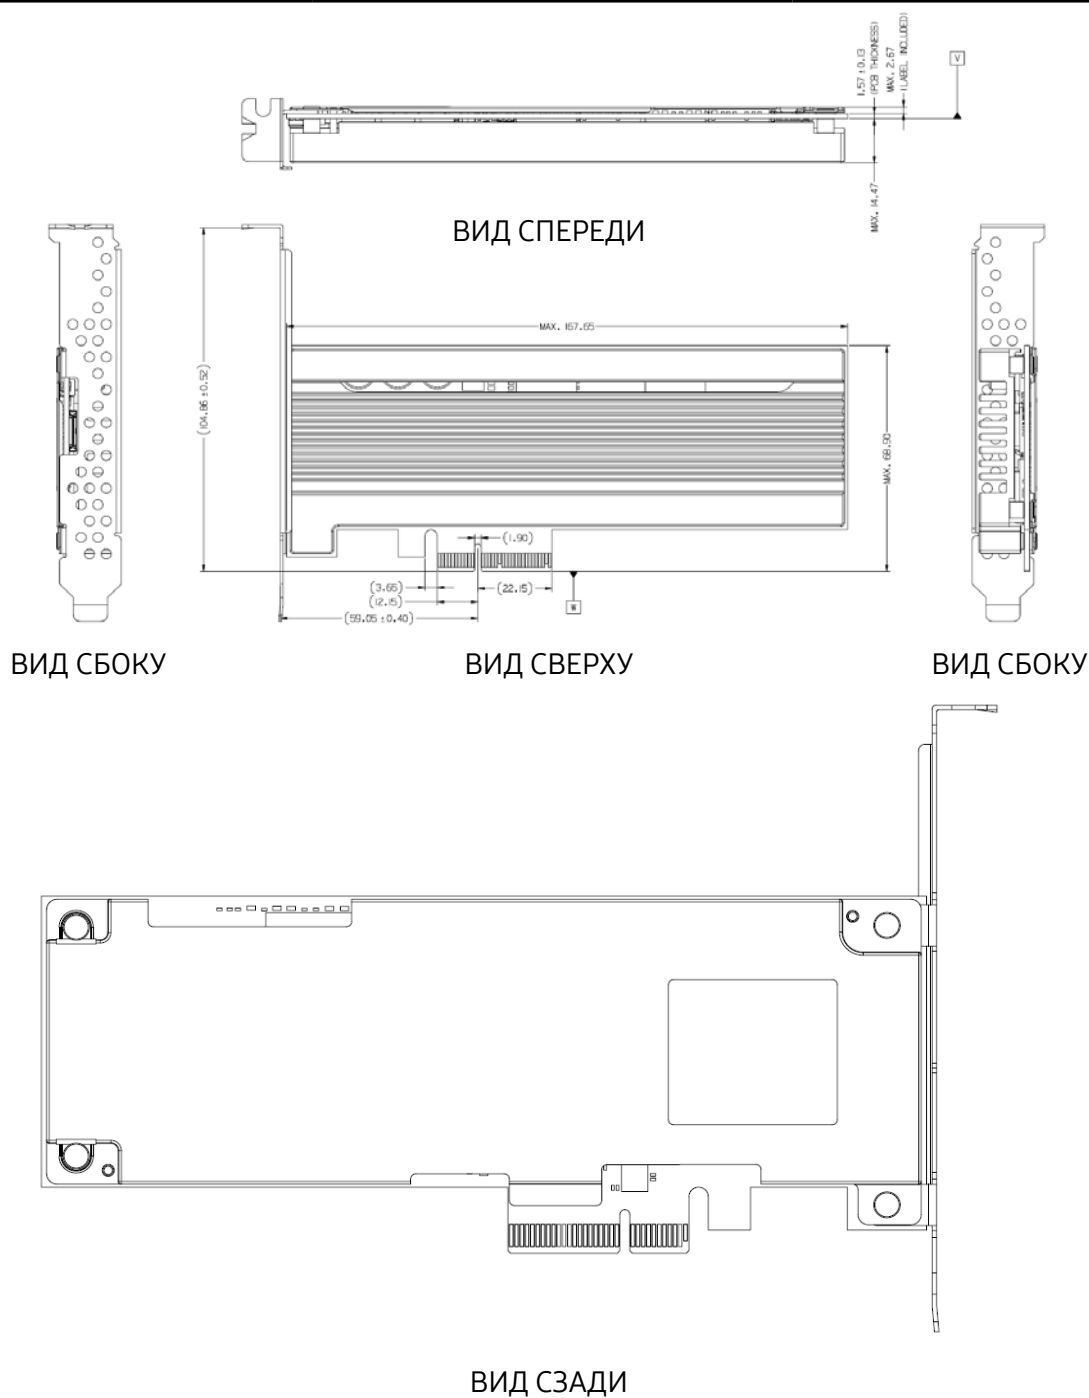 1.57 ±0.13
(PCB THICKNESS)
MAX. 2.67
(LABEL INCLUDED)
V
MAX. 14.47
ВИД СПЕРЕДИ
MAX. 167.65
(104.86 ±0.52)
MAX. 68.90
(1.90)
(3.65)
(22.15)
(12.15)
W
(59.05 ±0.40)
ВИД СБОКУ
ВИД СВЕРХУ
ВИД СБОКУ
ВИД СЗАДИ